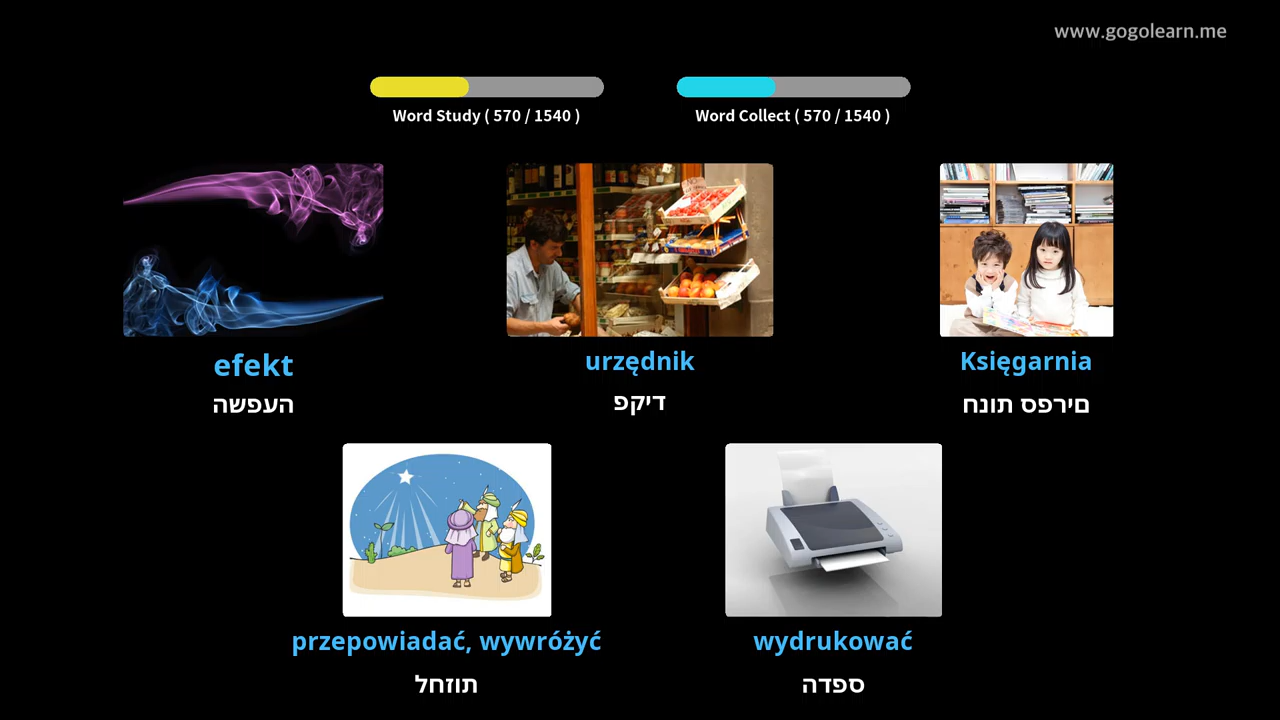 www.gogolearn.me
Word Study ( 570 / 1540 )
Word Collect ( 570 / 1540 )
efekt
העפשה
urzędnik
דיקפ
Księgarnia
םירפס תונח
przepowiadać, wywróżyć
תוזחל
wydrukować
ספדה